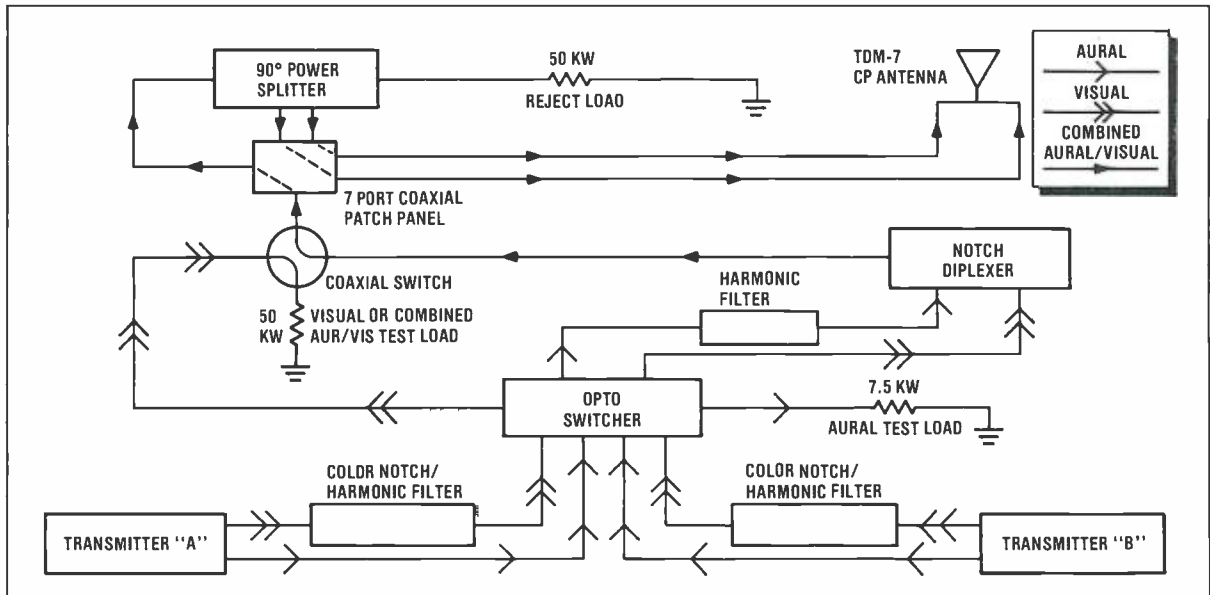 90° POWER
SPLITTER
50 KW
REJECT LOAD
TDM-7
CP ANTENNA
AURAL
VISUAL
COMBINED
AURAL/VISUAL
7 PORT COAXIAL
PATCH PANEL
COAXIAL SWITCH
50
KW
VISUAL OR COMBINED
AUR/VIS TEST LOAD
NOTCH
DIPLEXER
HARMONIC
FILTER
OPTO
SWITCHER
7.5 KW
AURAL TEST LOAD
COLDR NOTCH/
HARMONIC FILTER
COLOR NOTCH/
HARMONIC FILTER
TRANSMITTER "A"
TRANSMITTER "B"